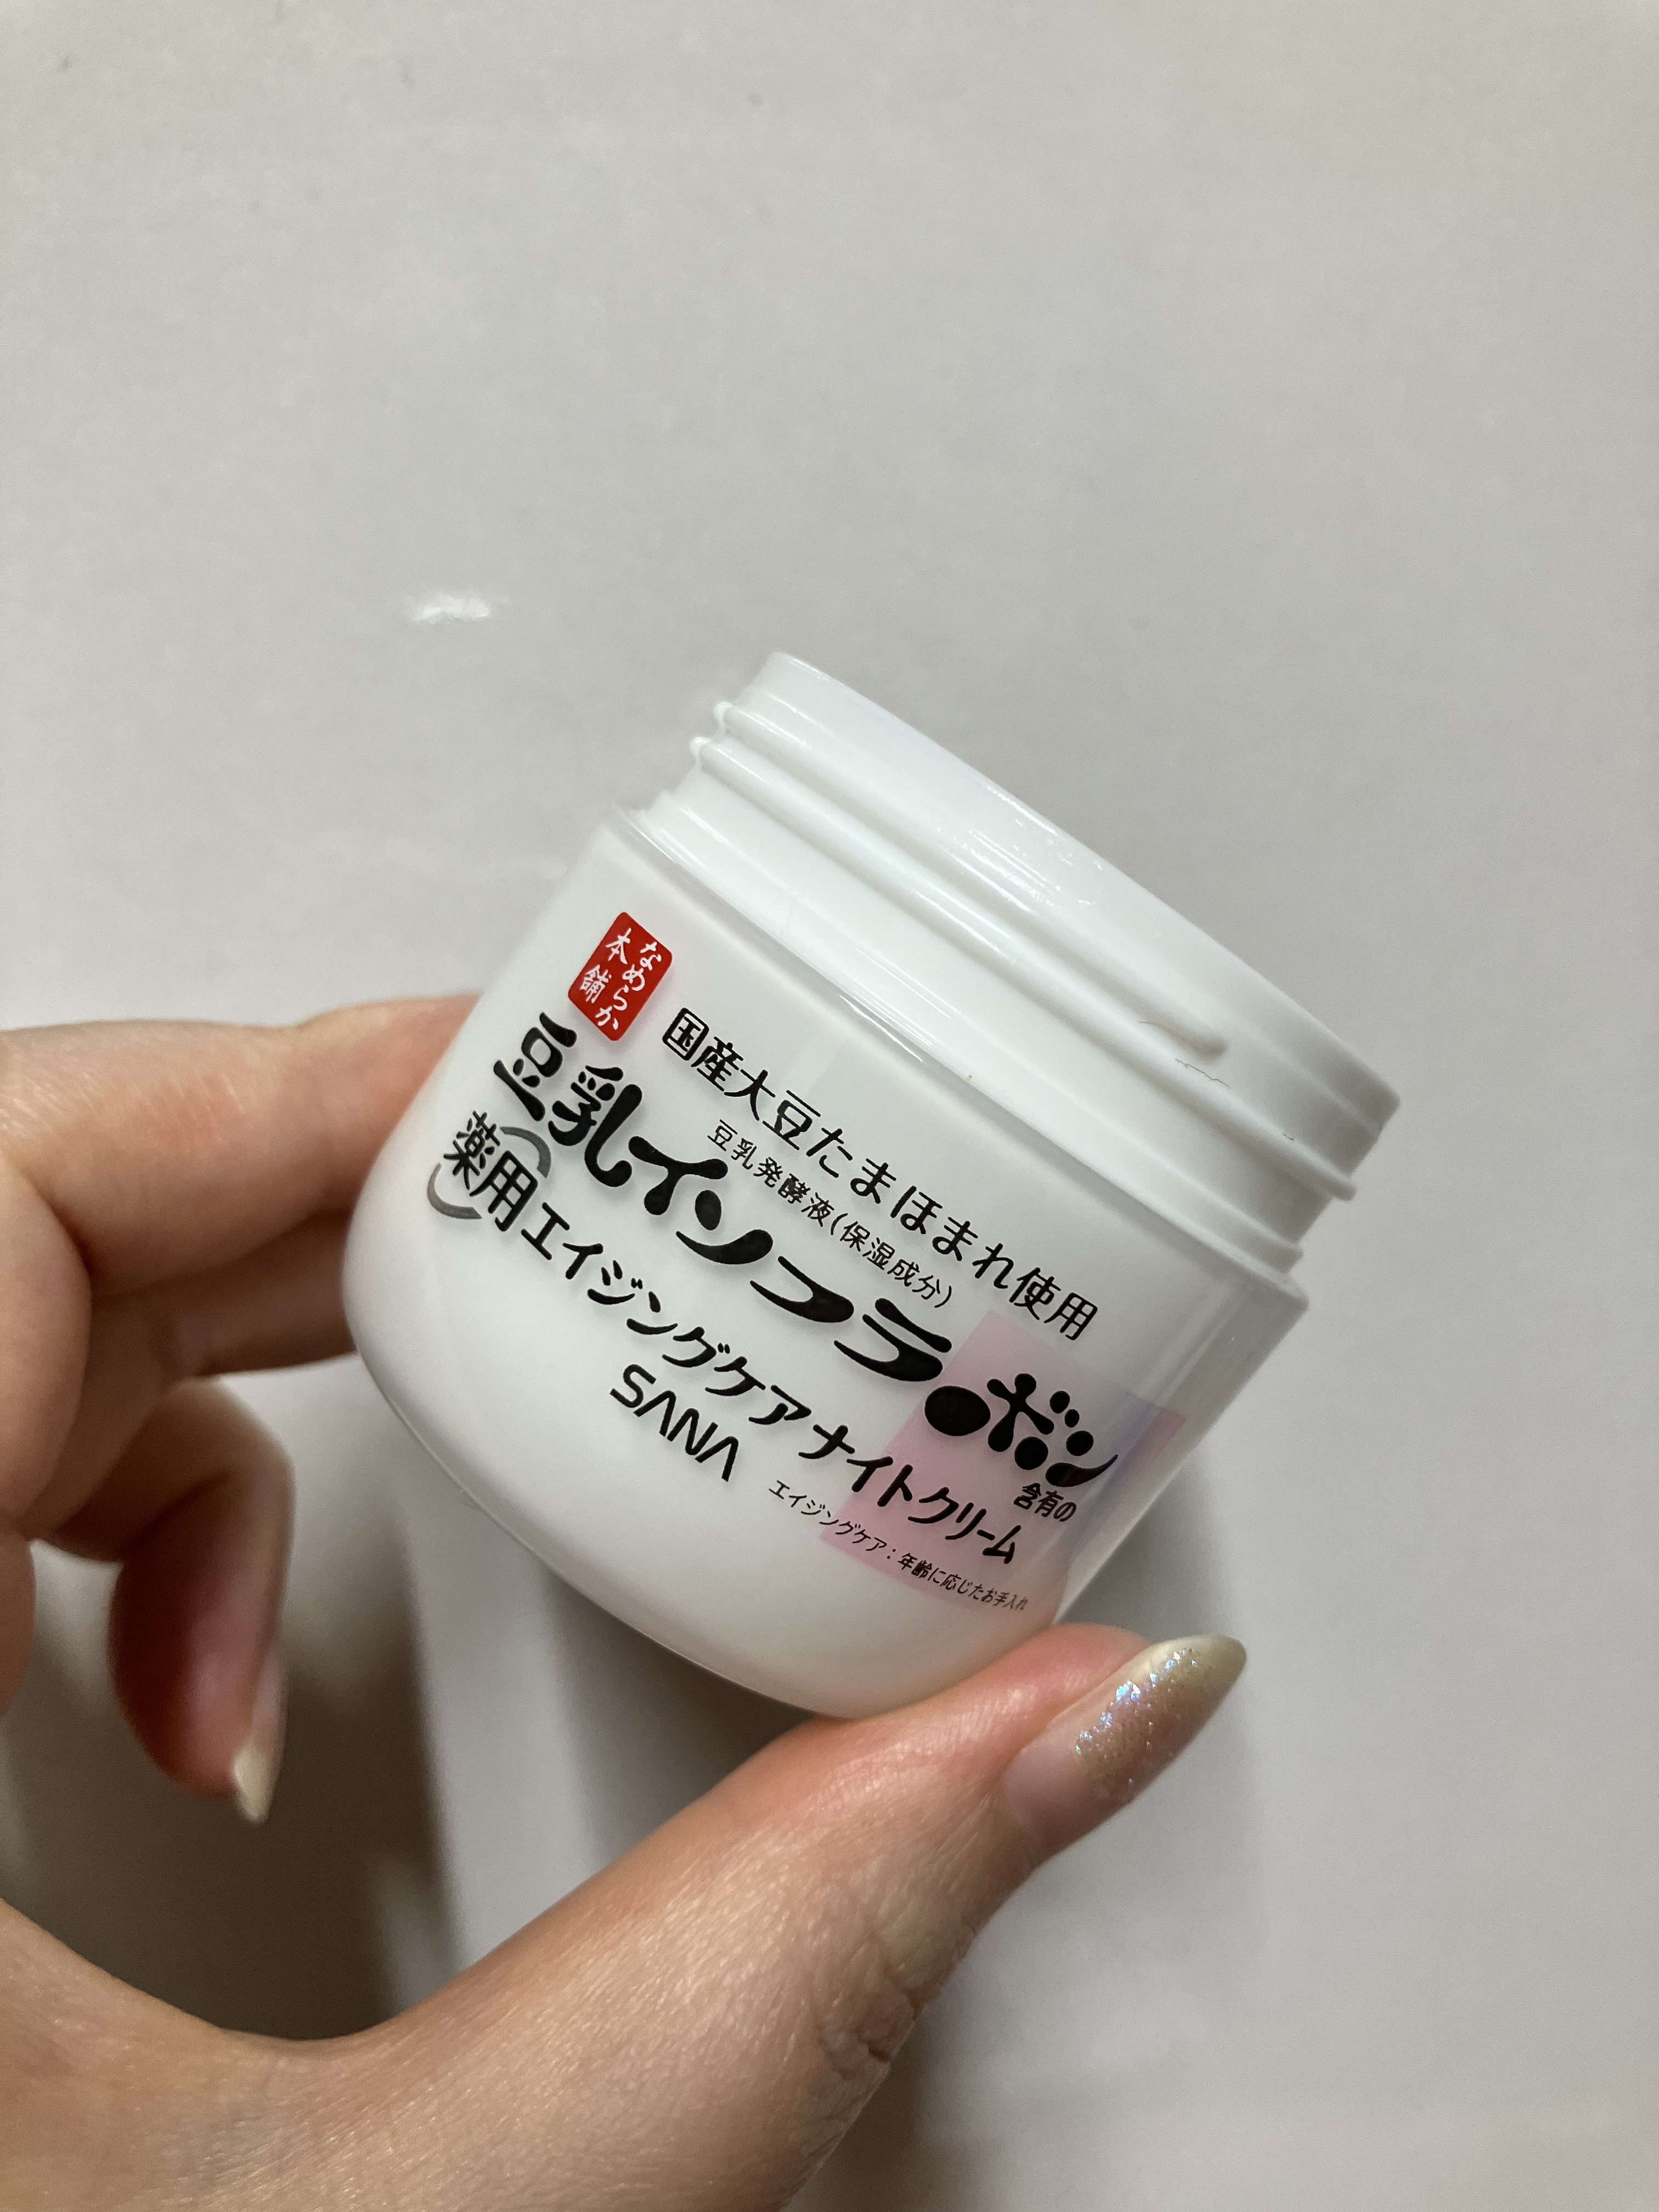 なめらか
本舗
国産大豆たまほまれ使用
豆乳発酵液(保湿成分)
豆乳イソフラボン
含有の
薬用エイジングケアナイトクリーム
SANA
エイジングケア:年齢に応じたお手入れ